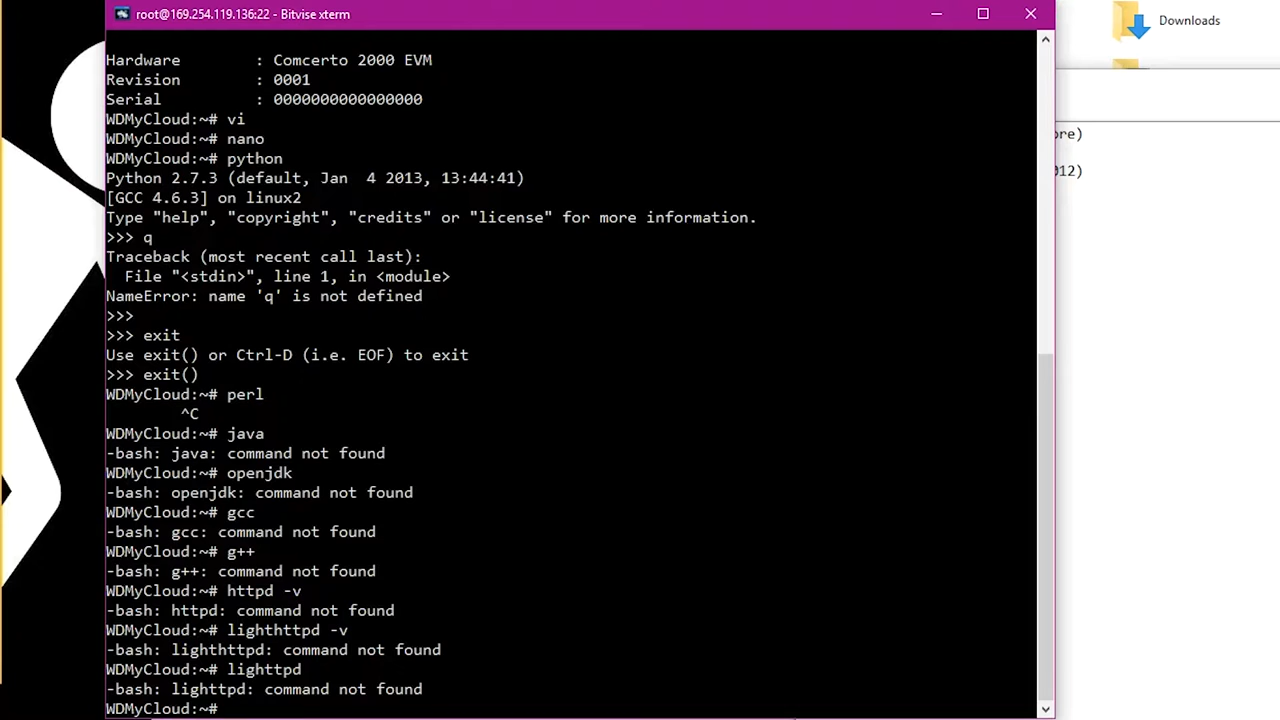 root@169.254.119.136:22 - Bitvise xterm
Downloads
Hardware : Comcerto 2000 EVM
Revision : 0001
Serial : 0000000000000000
WDMyCloud:~# vi
WDMyCloud:~# nano
WDMyCloud:~# python
Python 2.7.3 (default, Jan  4 2013, 13:44:41)
[GCC 4.6.3] on linux2
Type "help", "copyright", "credits" or "license" for more information.
>>> q
Traceback (most recent call last):
  File "<stdin>", line 1, in <module>
NameError: name 'q' is not defined
>>>
>>> exit
Use exit() or Ctrl-D (i.e. EOF) to exit
>>> exit()
WDMyCloud:~# perl
^C
WDMyCloud:~# java
-bash: java: command not found
WDMyCloud:~# openjdk
-bash: openjdk: command not found
WDMyCloud:~# gcc
-bash: gcc: command not found
WDMyCloud:~# g++
-bash: g++: command not found
WDMyCloud:~# httpd -v
-bash: httpd: command not found
WDMyCloud:~# lighthttpd -v
-bash: lighthttpd: command not found
WDMyCloud:~# lighttpd
-bash: lighttpd: command not found
WDMyCloud:~#
ore)
012)